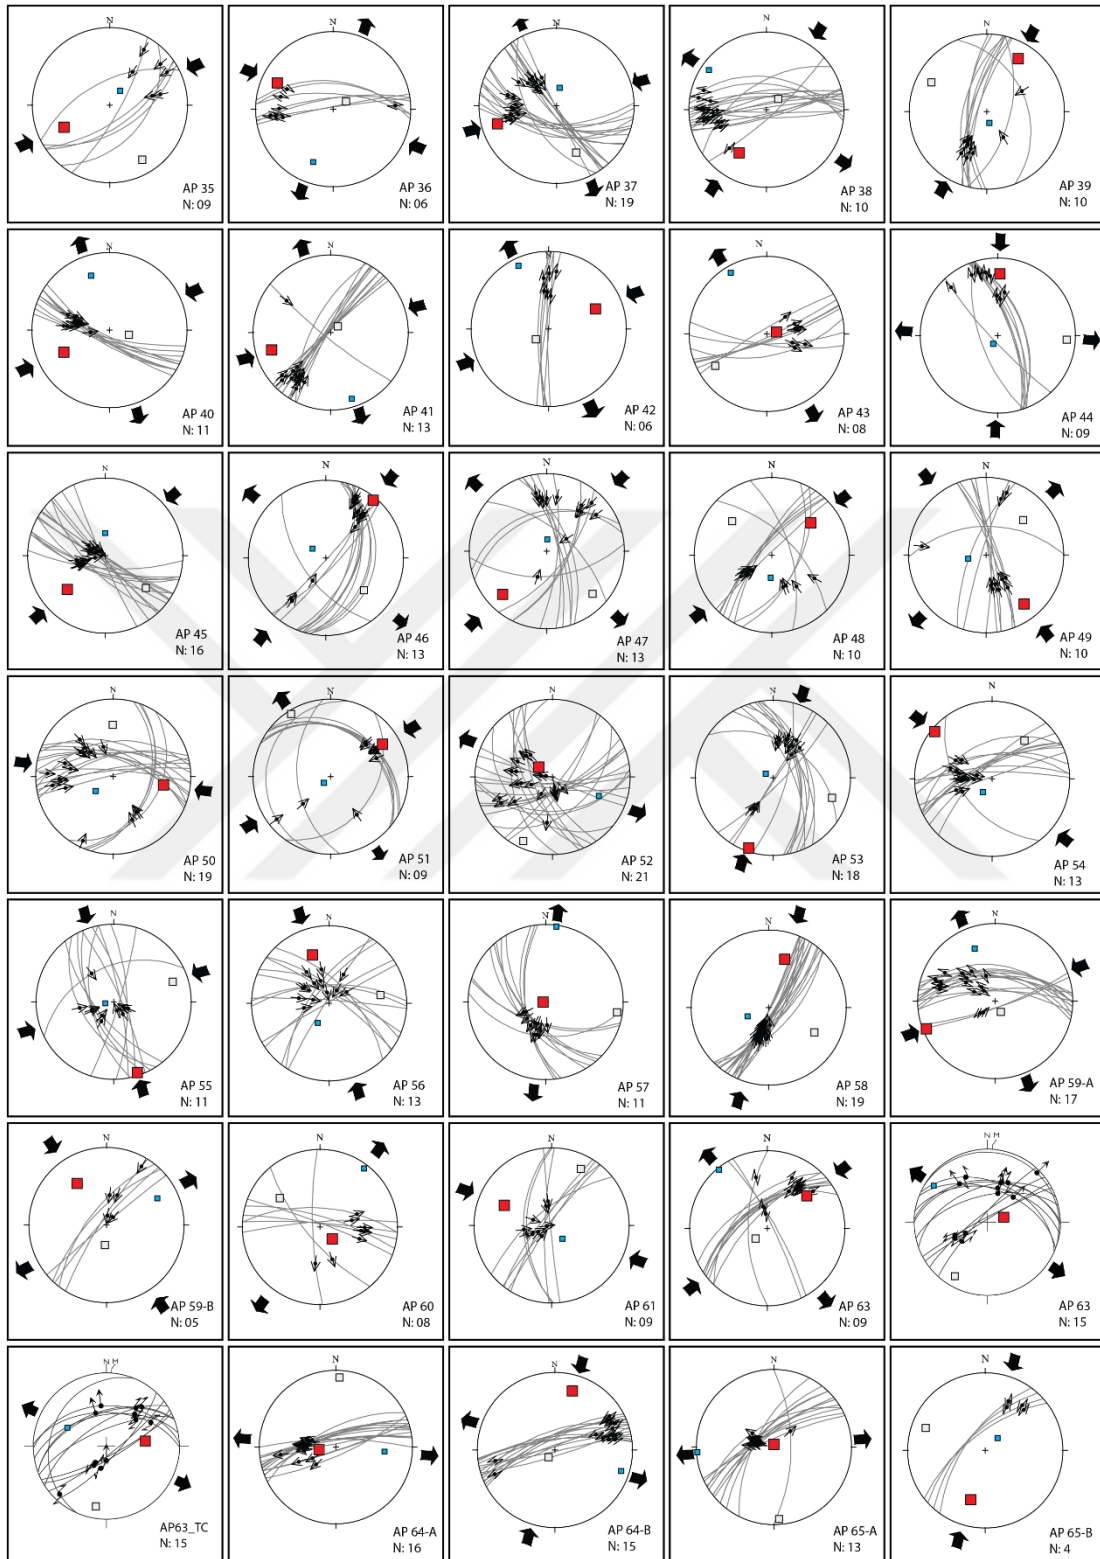 N
AP 35
N: 09
N
AP 36
N: 06
N
AP 37
N: 19
N
AP 38
N: 10
N
AP 39
N: 10
N
AP 40
N: 11
N
AP 41
N: 13
N
AP 42
N: 06
N
AP 43
N: 08
N
AP 44
N: 09
N
AP 45
N: 16
N
AP 46
N: 13
N
AP 47
N: 13
N
AP 48
N: 10
N
AP 49
N: 10
N
AP 50
N: 19
N
AP 51
N: 09
N
AP 52
N: 21
N
AP 53
N: 18
N
AP 54
N: 13
N
AP 55
N: 11
N
AP 56
N: 13
N
AP 57
N: 11
N
AP 58
N: 19
N
AP 59-A
N: 17
N
AP 59-B
N: 05
N
AP 60
N: 08
N
AP 61
N: 09
N
AP 63
N: 09
N M
AP 63
N: 15
N M
AP63_TC
N: 15
N
AP 64-A
N: 16
N
AP 64-B
N: 15
N
AP 65-A
N: 13
N
AP 65-B
N: 4